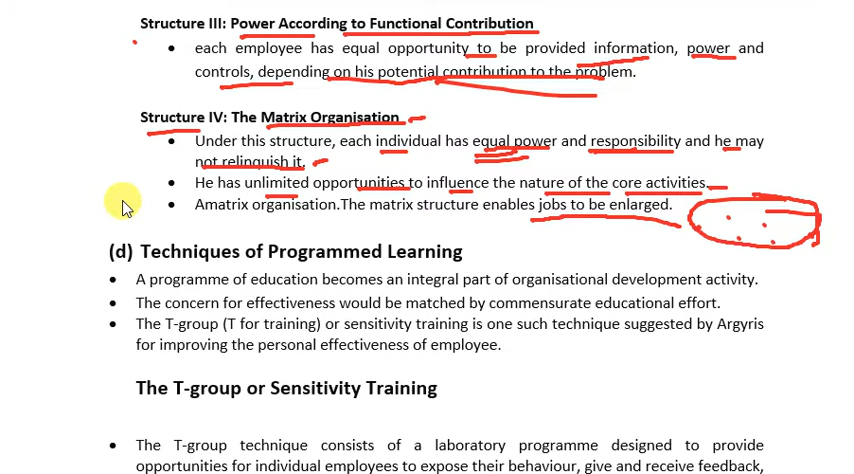 Structure III: Power According to Functional Contribution
• each employee has equal opportunity to be provided information, power and
controls, depending on his potential contribution to the problem.
Structure IV: The Matrix Organisation
• Under this structure, each individual has equal power and responsibility and he may
not relinquish it.
• He has unlimited opportunities to influence the nature of the core activities.
• Amatrix organisation.The matrix structure enables jobs to be enlarged.
(d) Techniques of Programmed Learning
• A programme of education becomes an integral part of organisational development activity.
• The concern for effectiveness would be matched by commensurate educational effort.
• The T-group (T for training) or sensitivity training is one such technique suggested by Argyris
for improving the personal effectiveness of employee.
The T-group or Sensitivity Training
• The T-group technique consists of a laboratory programme designed to provide
opportunities for individual employees to expose their behaviour, give and receive feedback,